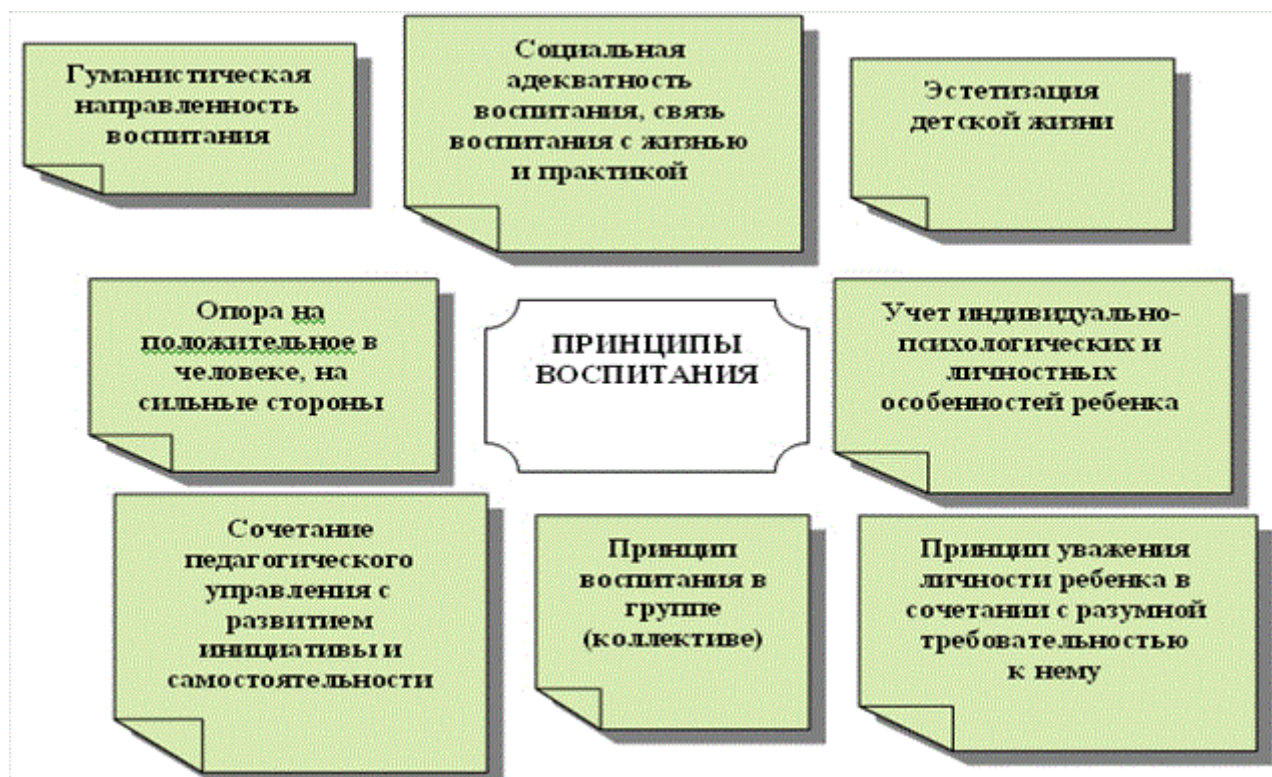 Гуманистическая
направленность
воспитания
Социальная
адекватность
воспитания, связь
воспитания с жизнью
и практикой
Эстетизация
детской жизни
Опора на
положительное в
человеке, на
сильные стороны
ПРИНЦИПЫ
ВОСПИТАНИЯ
Учет индивидуально-
психологических и
личностных
особенностей ребенка
Сочетание
педагогического
управления с
развитием
инициативы и
самостоятельности
Принцип
воспитания в
группе
(коллективе)
Принцип уважения
личности ребенка в
сочетании с разумной
требовательностью
к нему